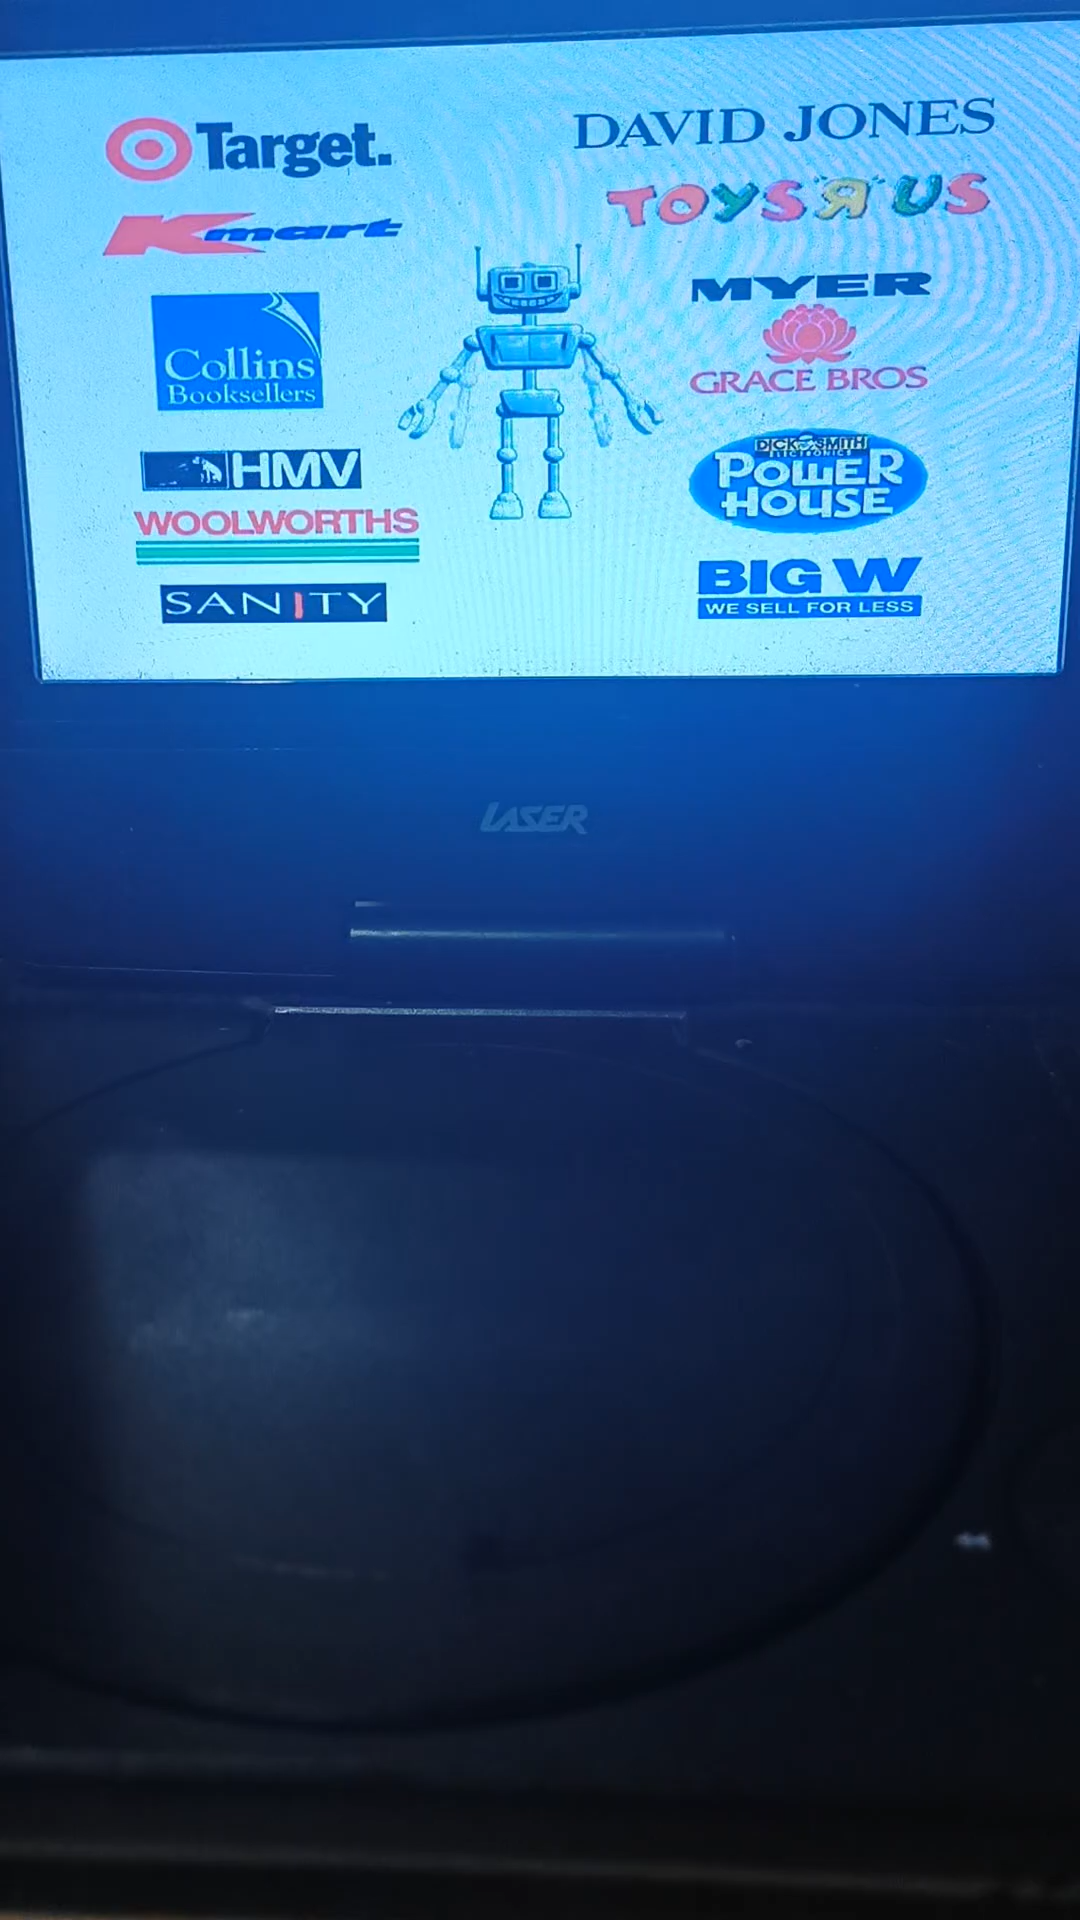 Target.
Kmart
Collins
Booksellers
HMV
WOOLWORTHS
SANITY
DAVID JONES
TOYS "R" US
MYER
GRACE BROS
DICK SMITH
ELECTRONICS
POWER
HOUSE
BIG W
WE SELL FOR LESS
LASER